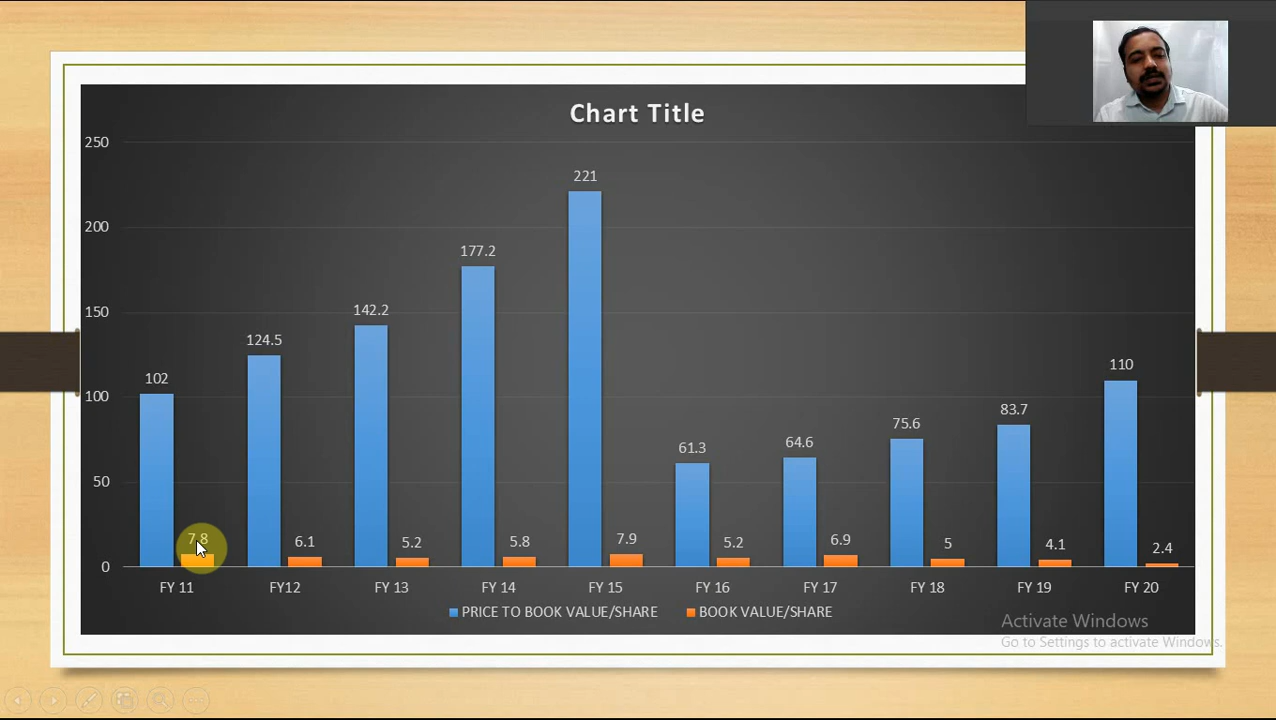 Chart Title
250
200
150
100
50
0
102
7.8
124.5
6.1
142.2
5.2
177.2
5.8
221
7.9
61.3
5.2
64.6
6.9
75.6
5
83.7
4.1
110
2.4
FY 11
FY12
FY 13
FY 14
FY 15
FY 16
FY 17
FY 18
FY 19
FY 20
PRICE TO BOOK VALUE/SHARE
BOOK VALUE/SHARE
Activate Windows
Go to Settings to activate Windows.